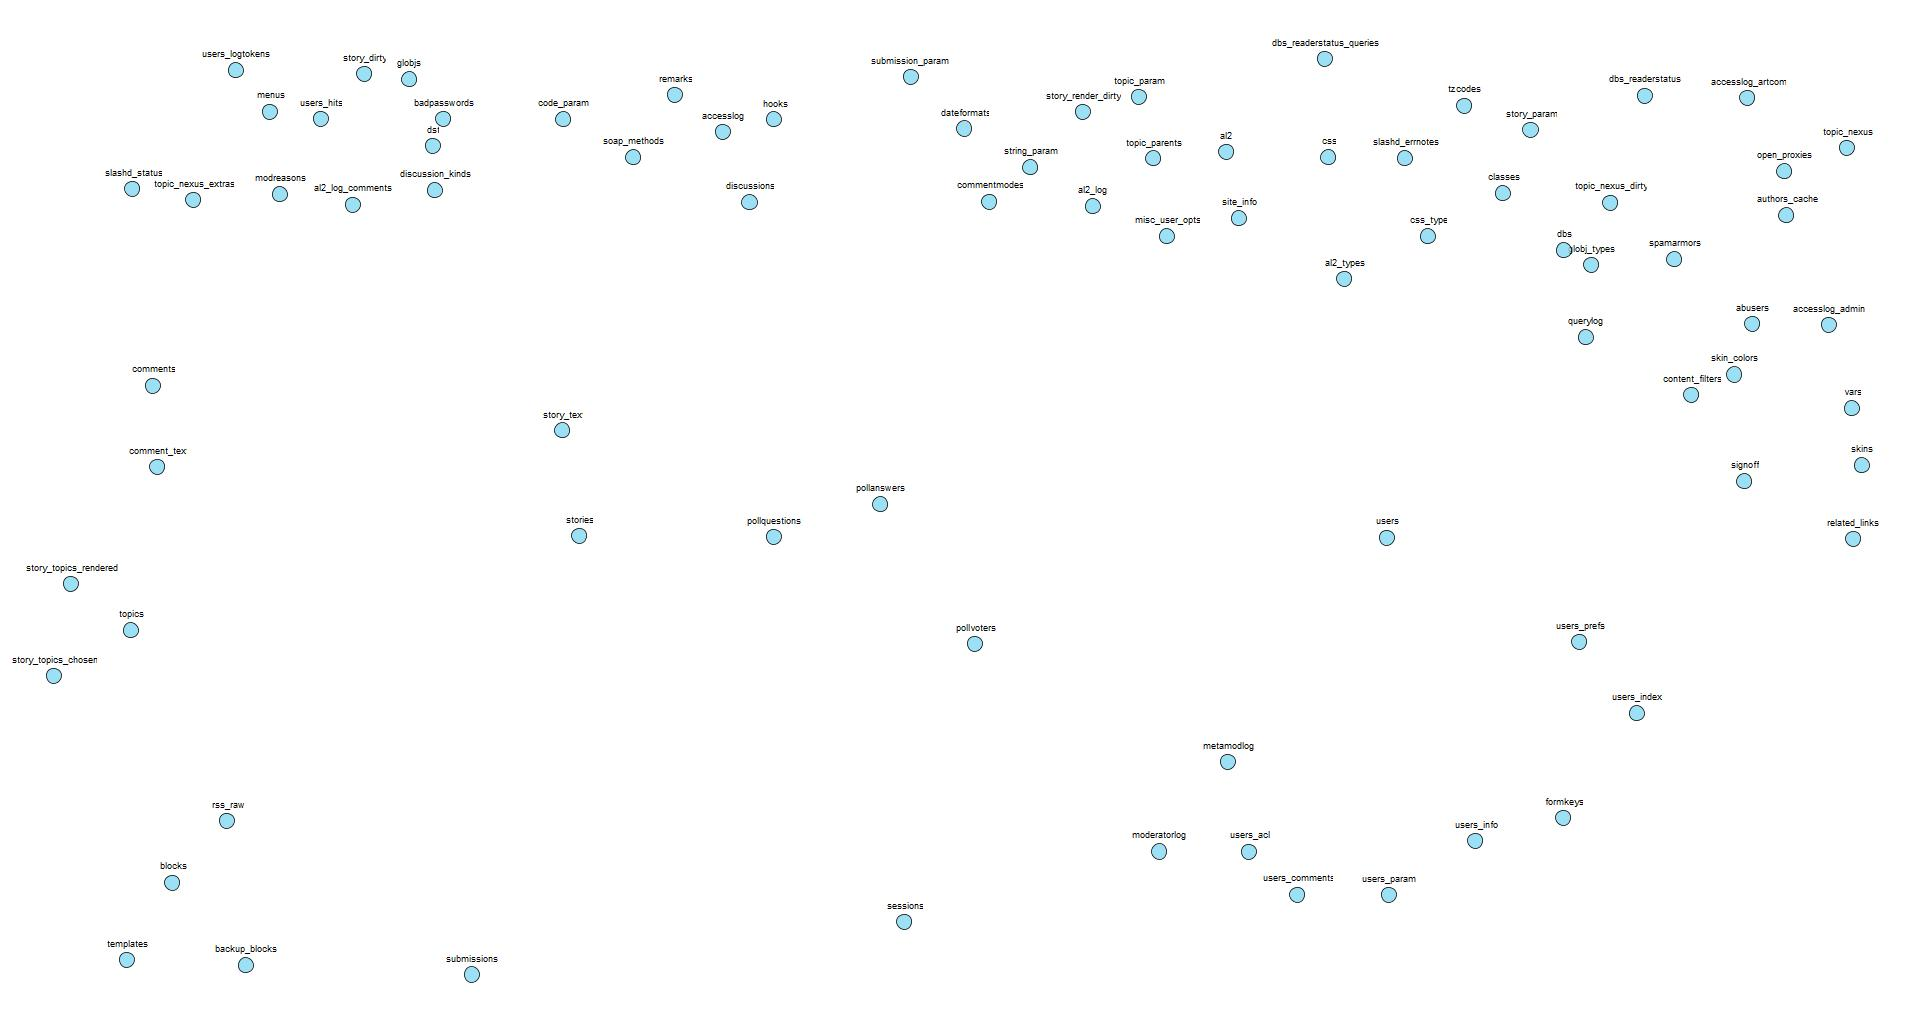 dbs_readerstatus_queries
users_logtokens
story_dirty
globjs
submission_param
remarks
topic_param
dbs_readerstatus
accesslog_artcom
tzcodes
menus
users_hits
badpasswords
code_param
hooks
story_render_dirty
accesslog
dateformats
story_param
dst
soap_methods
string_param
topic_parents
al2
css
slashd_errnotes
topic_nexus
open_proxies
slashd_status
topic_nexus_extras
modreasons
al2_log_comments
discussion_kinds
discussions
commentmodes
al2_log
classes
topic_nexus_dirty
authors_cache
site_info
misc_user_opts
css_type
dbs
globj_types
spamarmors
al2_types
abusers
accesslog_admin
querylog
skin_colors
comments
content_filters
vars
story_tex
comment_tex
skins
signoff
pollanswers
stories
pollquestions
users
related_links
story_topics_rendered
topics
pollvoters
users_prefs
story_topics_chosen
users_index
metamodlog
rss_raw
formkeys
users_info
moderatorlog
users_acl
blocks
users_comments
users_param
sessions
templates
backup_blocks
submissions